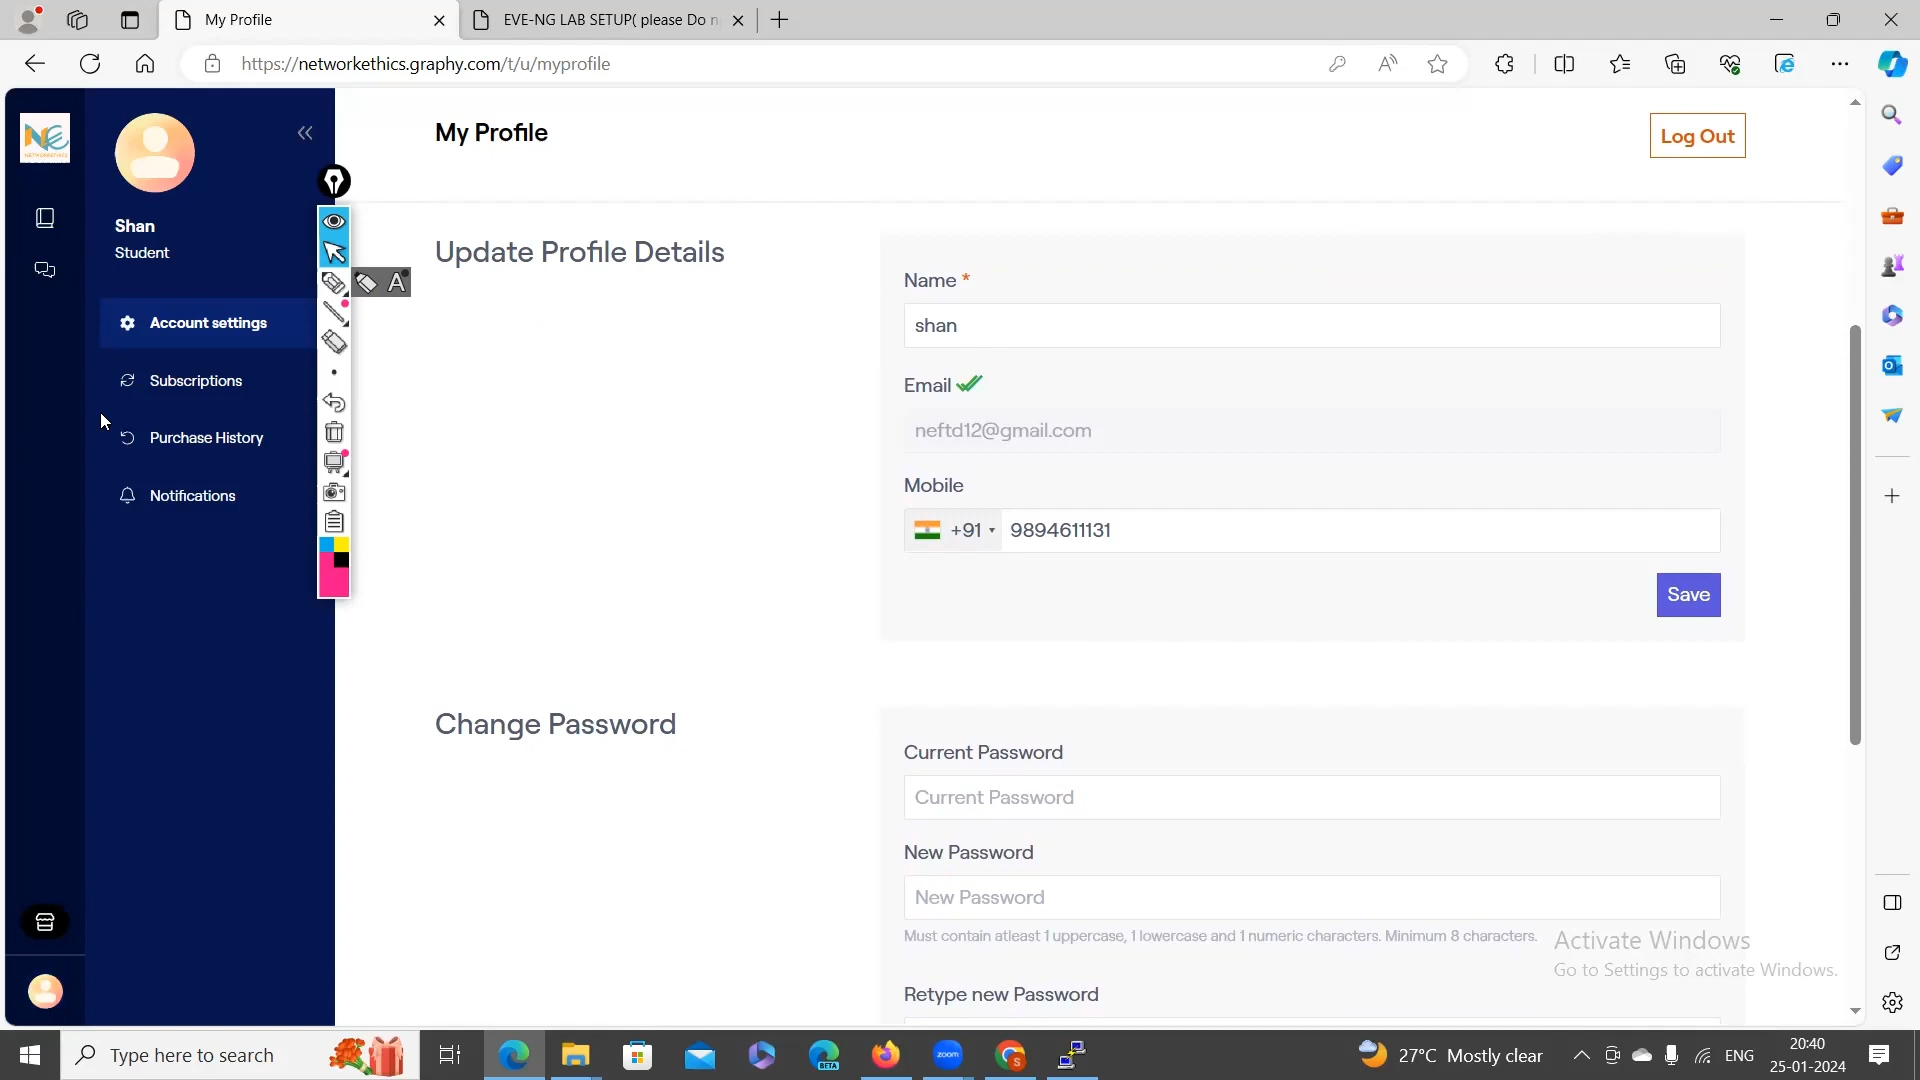 My Profile
EVE-NG LAB SETUP( please Do n
https://networkethics.graphy.com/t/u/myprofile
NE
NETWORKETHICS
My Profile
Log Out
Shan
Student
Update Profile Details
Name *
shan
Account settings
Email
Subscriptions
neftd12@gmail.com
Purchase History
Mobile
Notifications
+91
9894611131
Save
Change Password
Current Password
Current Password
New Password
New Password
Must contain atleast 1 uppercase, 1 lowercase and 1 numeric characters. Minimum 8 characters.
Activate Windows
Go to Settings to activate Windows.
Retype new Password
Type here to search
BETA
zoom
S
27°C Mostly clear
ENG
20:40
25-01-2024